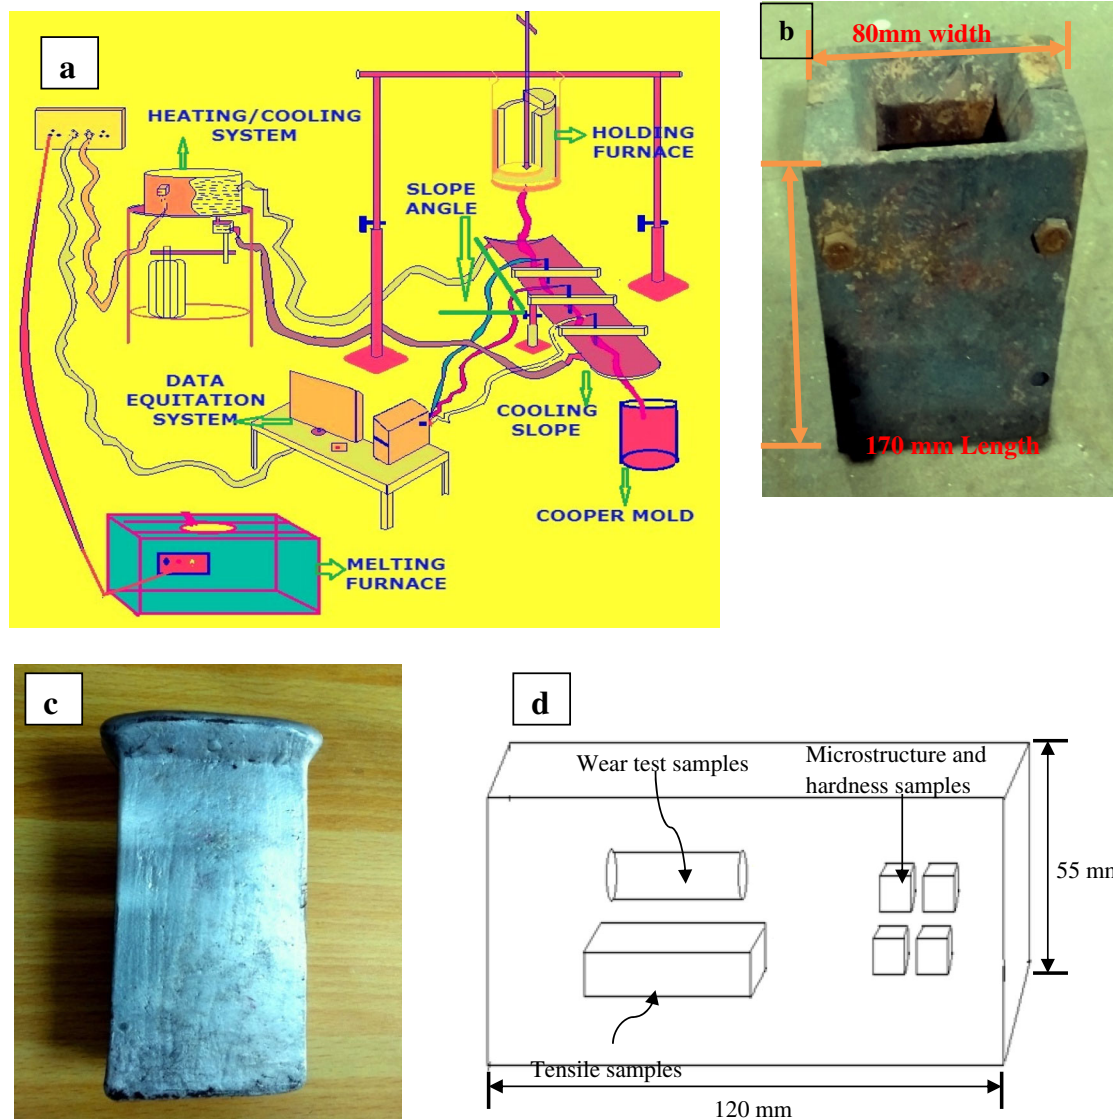 a
HEATING/COOLING
SYSTEM
HOLDING
FURNACE
SLOPE
ANGLE
DATA
EQUITATION
SYSTEM
COOLING
SLOPE
COOPER MOLD
MELTING
FURNACE
b
80mm width
170 mm Length
c
d
Wear test samples
Microstructure and
hardness samples
55 mm
Tensile samples
120 mm